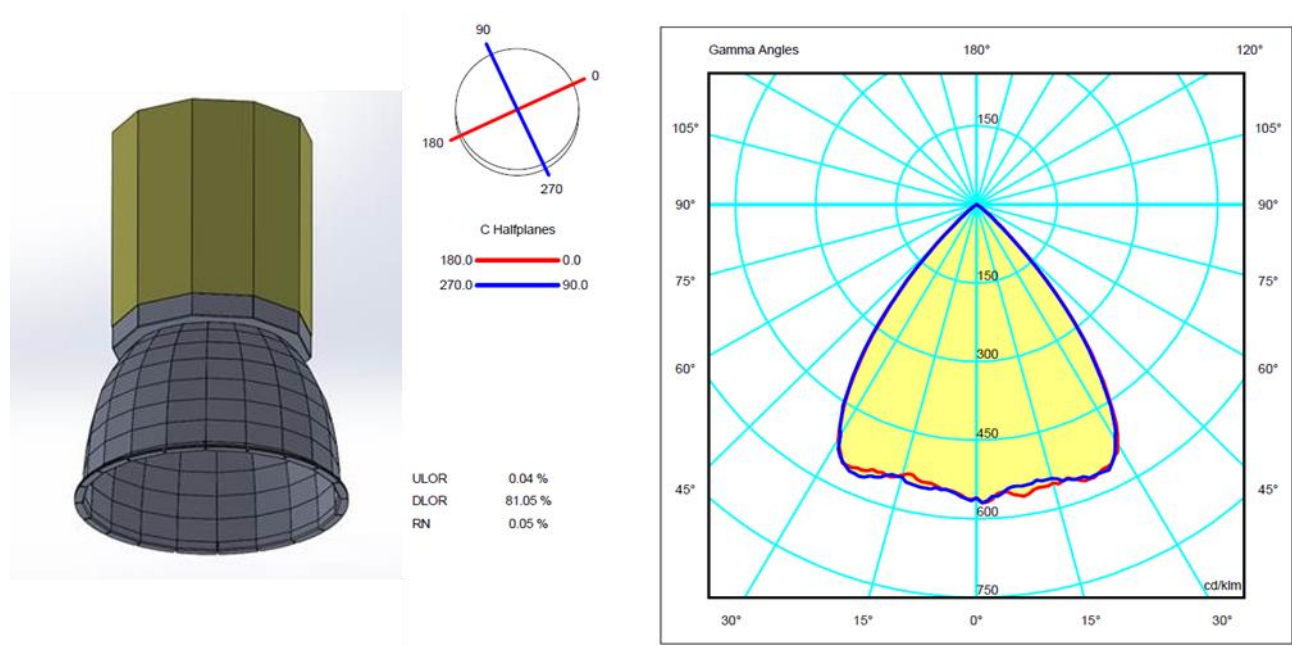 90
0
180
270
C Halfplanes
180.0 0.0
270.0 90.0
ULOR 0.04 %
DLOR 81.05 %
RN 0.05 %
Gamma Angles 180° 120°
150
105° 105°
90° 90°
150
75° 75°
300
60° 60°
450
45° 45°
600
750 cd/klm
30° 15° 0° 15° 30°